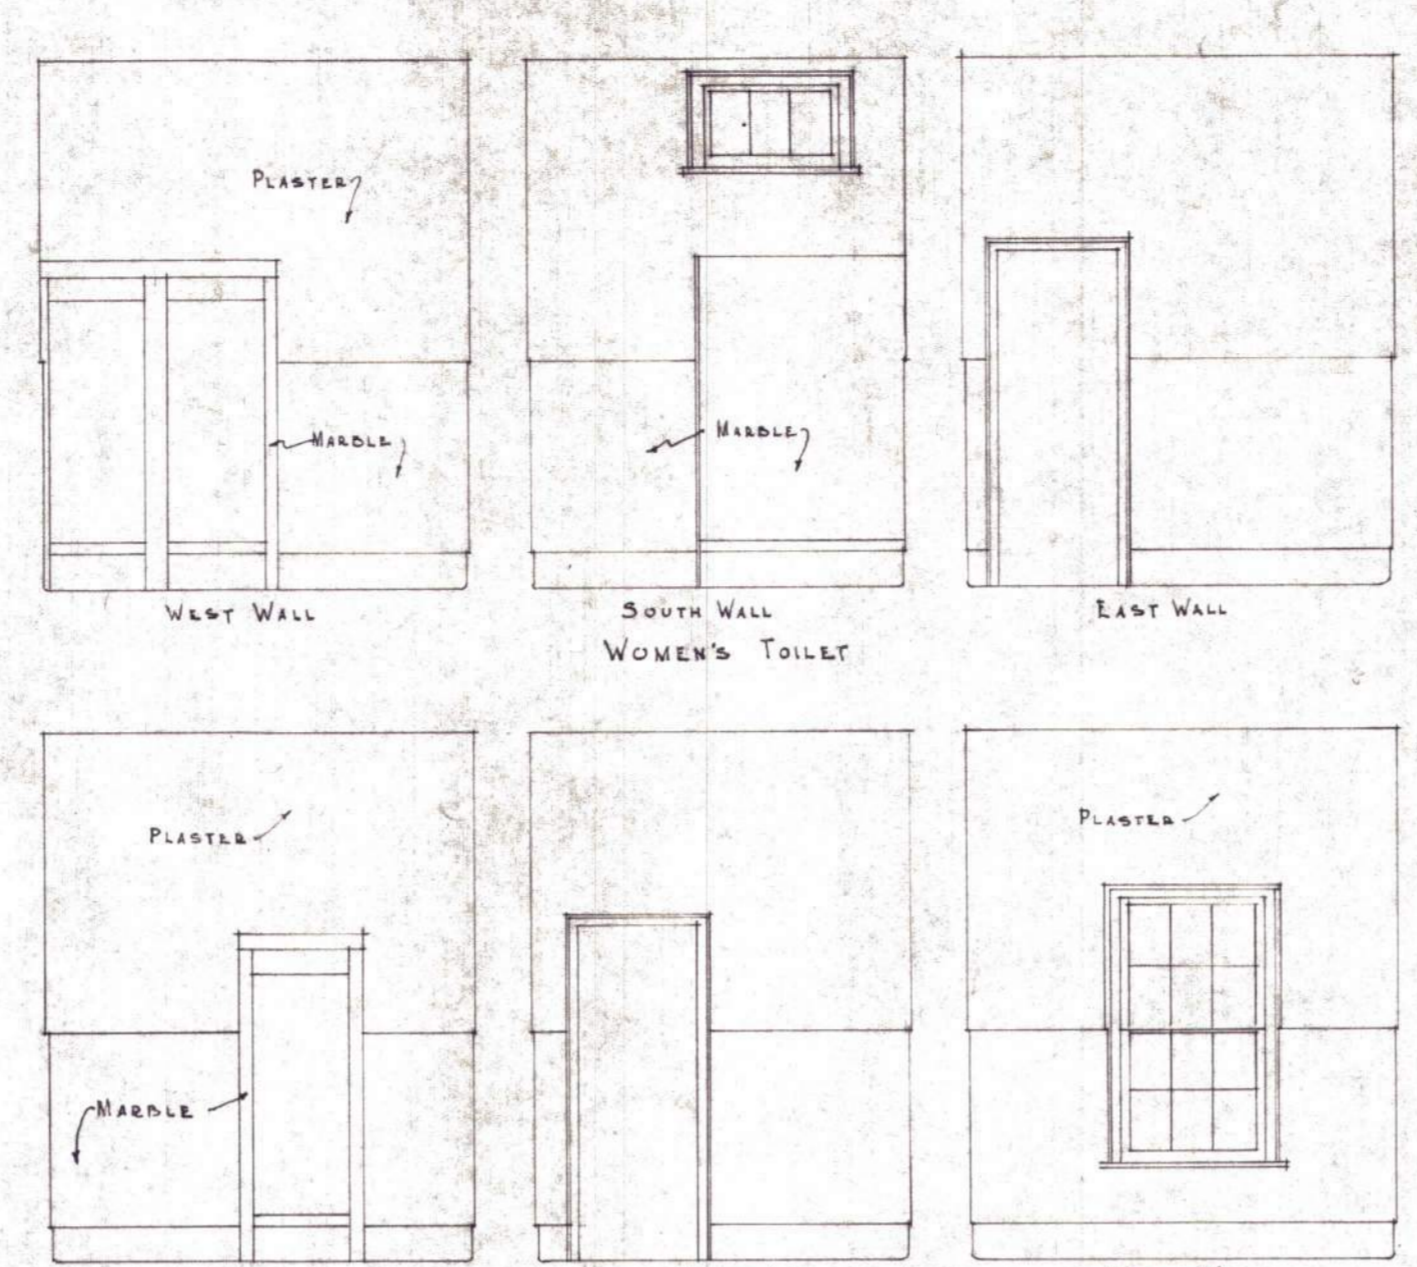 PLASTER
MARBLE
MARBLE
WEST WALL
SOUTH WALL
EAST WALL
WOMEN'S TOILET
PLASTER
PLASTER
MARBLE